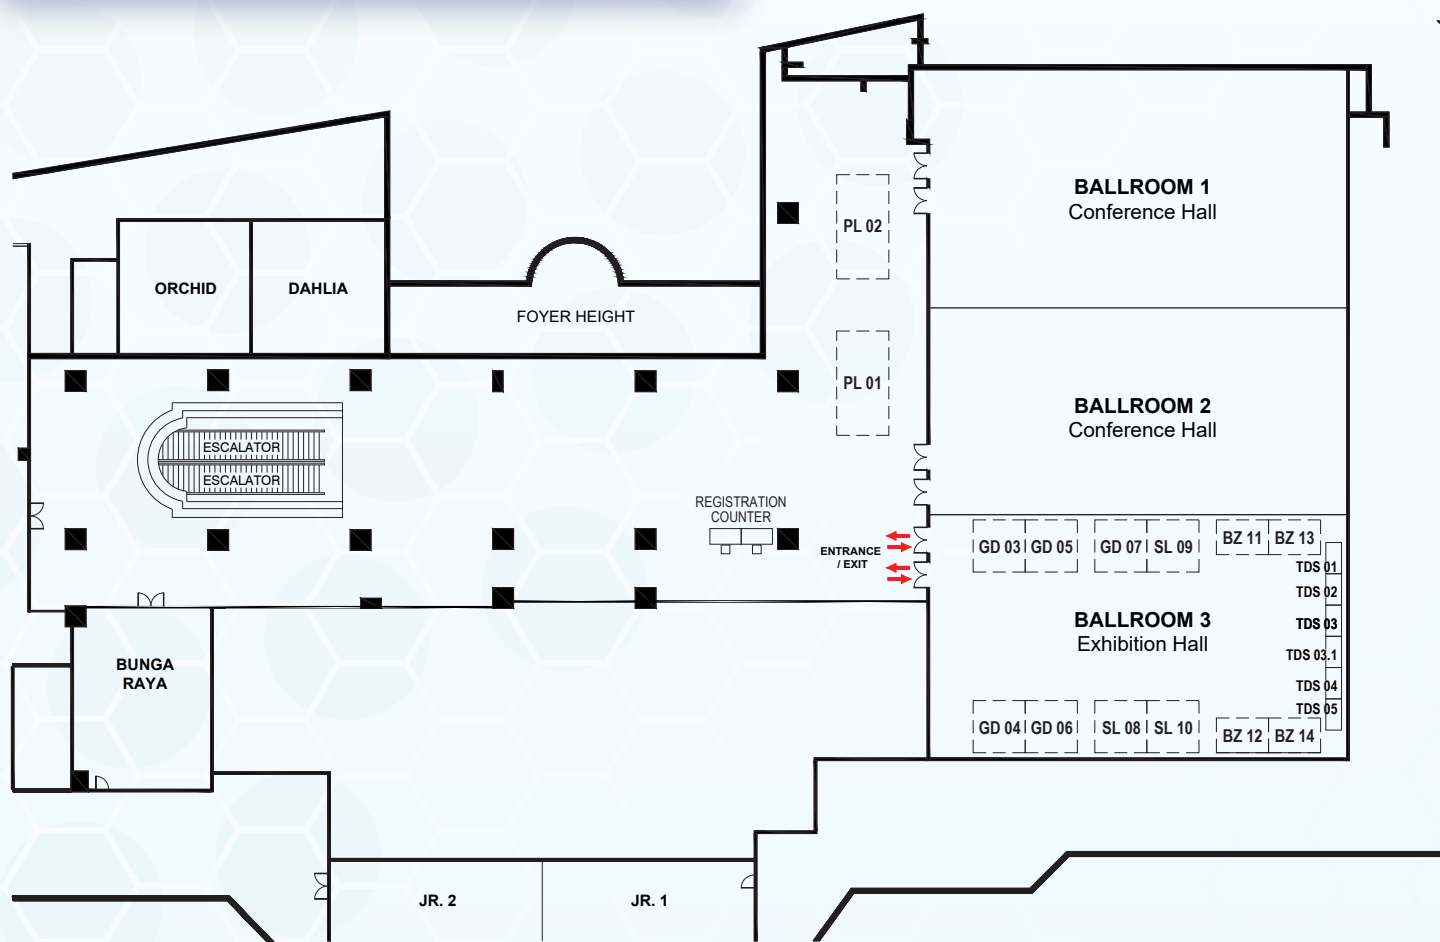 BALLROOM 1
Conference Hall
PL 02
ORCHID
DAHLIA
FOYER HEIGHT
PL 01
BALLROOM 2
Conference Hall
ESCALATOR
ESCALATOR
REGISTRATION
COUNTER
ENTRANCE
/ EXIT
GD 03
GD 05
GD 07
SL 09
BZ 11
BZ 13
TDS 01
TDS 02
TDS 03
TDS 03.1
TDS 04
TDS 05
BALLROOM 3
Exhibition Hall
BUNGA
RAYA
GD 04
GD 06
SL 08
SL 10
BZ 12
BZ 14
JR. 2
JR. 1